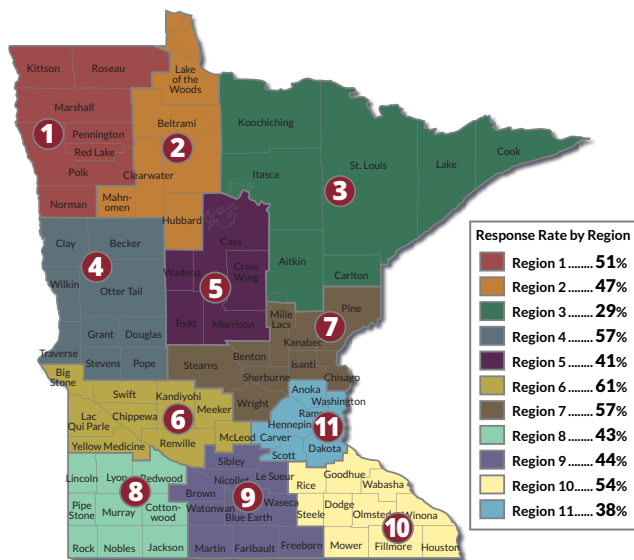 Kittson
Roseau
Lake
of the
Woods
Marshall
Beltrami
Koochiching
Cook
1
Pennington
2
St. Louis
Lake
Red Lake
Itasca
Polk
Clearwater
3
Norman
Mahn-
omen
Hubbard
Clay
Becker
Cass
4
Aitkin
Carlton
Wadena
Crow
Wing
Wilkin
Otter Tail
5
Pine
Mille
Lacs
7
Todd
Morrison
Kanabec
Grant
Douglas
Traverse
Stevens
Pope
Stearns
Benton
Isanti
Big
Stone
Sherburne
Chisago
Swift
Kandiyohi
Meeker
Wright
Anoka
Washington
Lac
Qui Parle
Chippewa
6
Hennepin
Rams
11
Renville
McLeod
Carver
Yellow Medicine
Scott
Dakota
Sibley
Lincoln
Lyon
Redwood
Nicollet
Le Sueur
Rice
Goodhue
Wabasha
8
Brown
9
Waseca
Steele
Dodge
Pipe
Stone
Murray
Cotton-
wood
Watonwan
Blue Earth
Olmsted
Winona
10
Rock
Nobles
Jackson
Martin
Faribault
Freeborn
Mower
Fillmore
Houston
Response Rate by Region
Region 1 ........ 51%
Region 2 ........ 47%
Region 3 ........ 29%
Region 4 ........ 57%
Region 5 ........ 41%
Region 6 ........ 61%
Region 7 ........ 57%
Region 8 ........ 43%
Region 9 ........ 44%
Region 10 ...... 54%
Region 11 ...... 38%